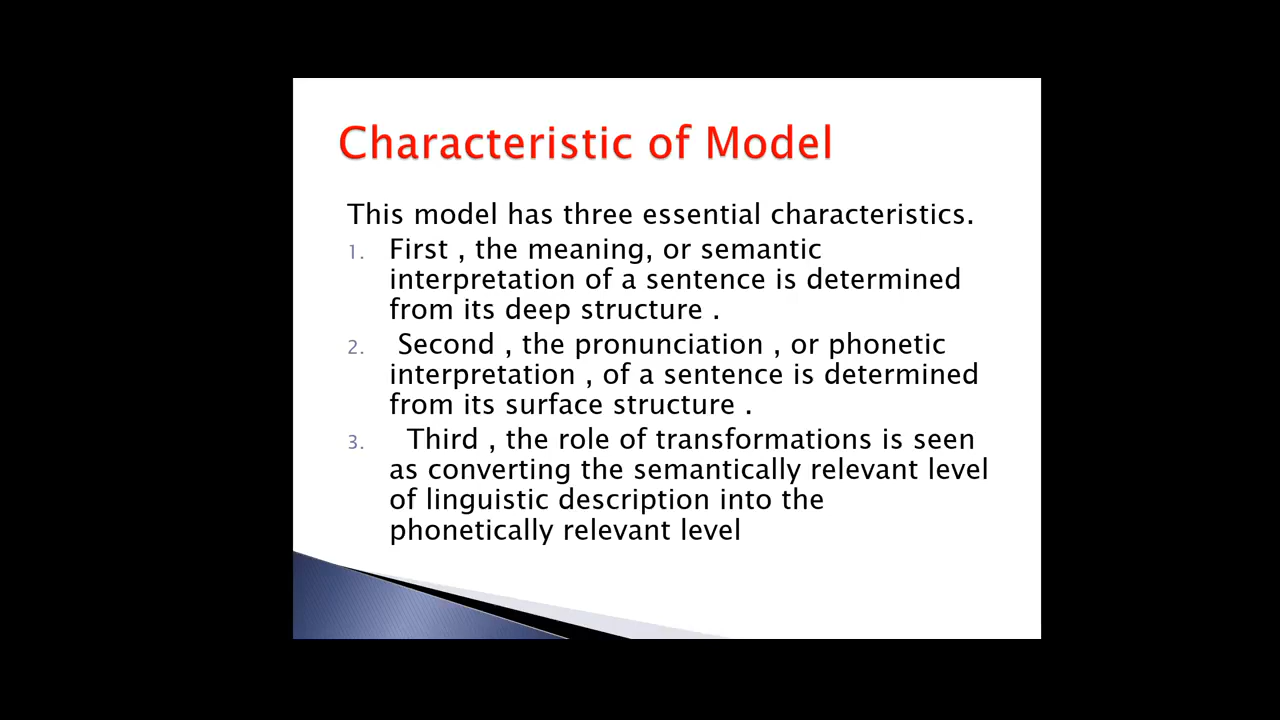 Characteristic of Model
This model has three essential characteristics.
1. First , the meaning, or semantic
interpretation of a sentence is determined
from its deep structure .
2. Second , the pronunciation , or phonetic
interpretation , of a sentence is determined
from its surface structure .
3. Third , the role of transformations is seen
as converting the semantically relevant level
of linguistic description into the
phonetically relevant level